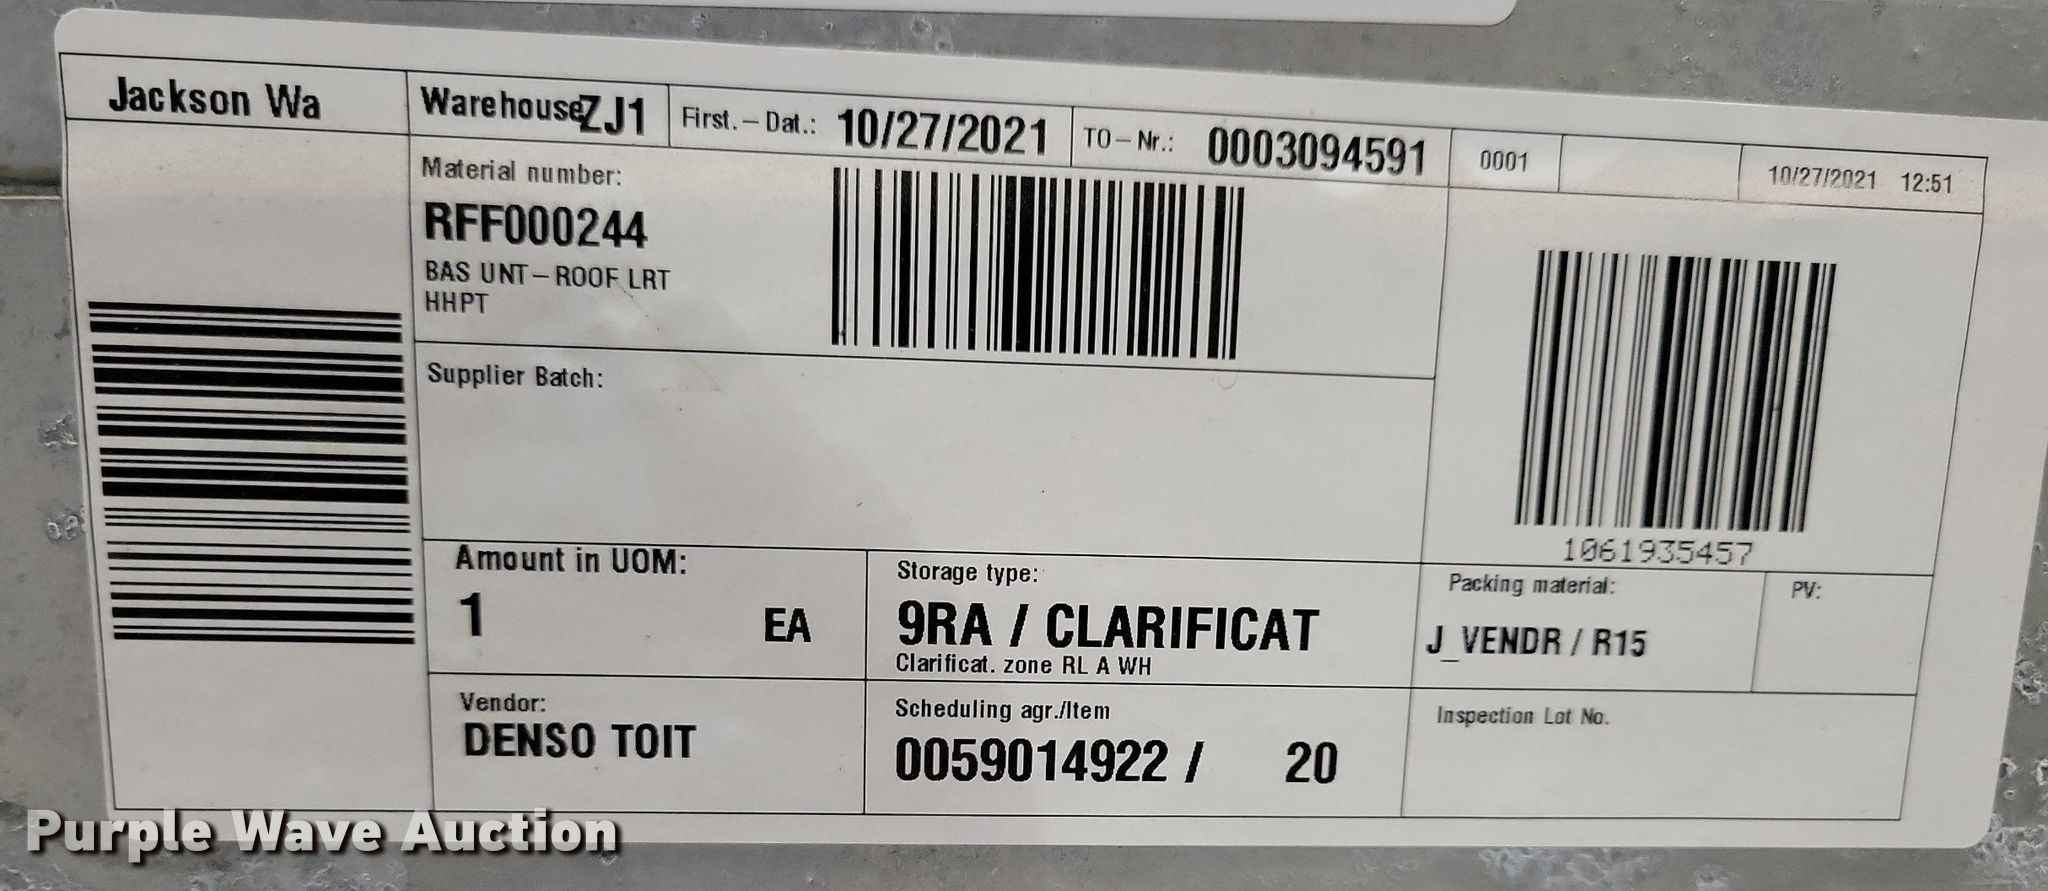 Jackson Wa
Warehouse ZJ1
First.-Dat.: 10/27/2021
TO-Nr.: 0003094591
0001
10/27/2021 12:51
Material number:
RFF000244
BAS UNT-ROOF LRT
HHPT
Supplier Batch:
1061935457
Amount in UOM:
1 EA
Storage type:
9RA / CLARIFICAT
Clarificat. zone RL A WH
Packing material:
J_VENDR / R15
PV:
Vendor:
DENSO TOIT
Scheduling agr./Item
0059014922 / 20
Inspection Lot No.
Purple Wave Auction